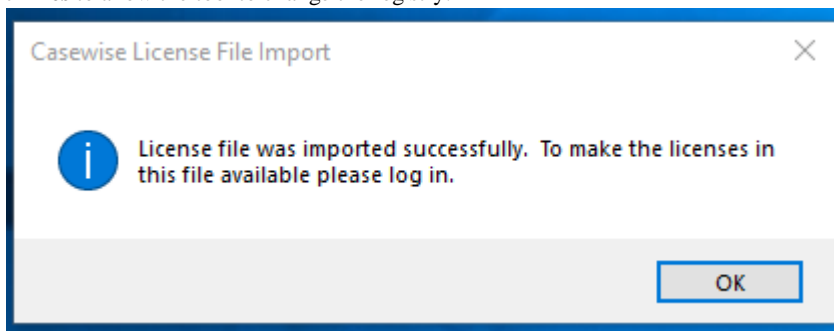 Casewise License File Import
License file was imported successfully.  To make the licenses in
this file available please log in.
OK